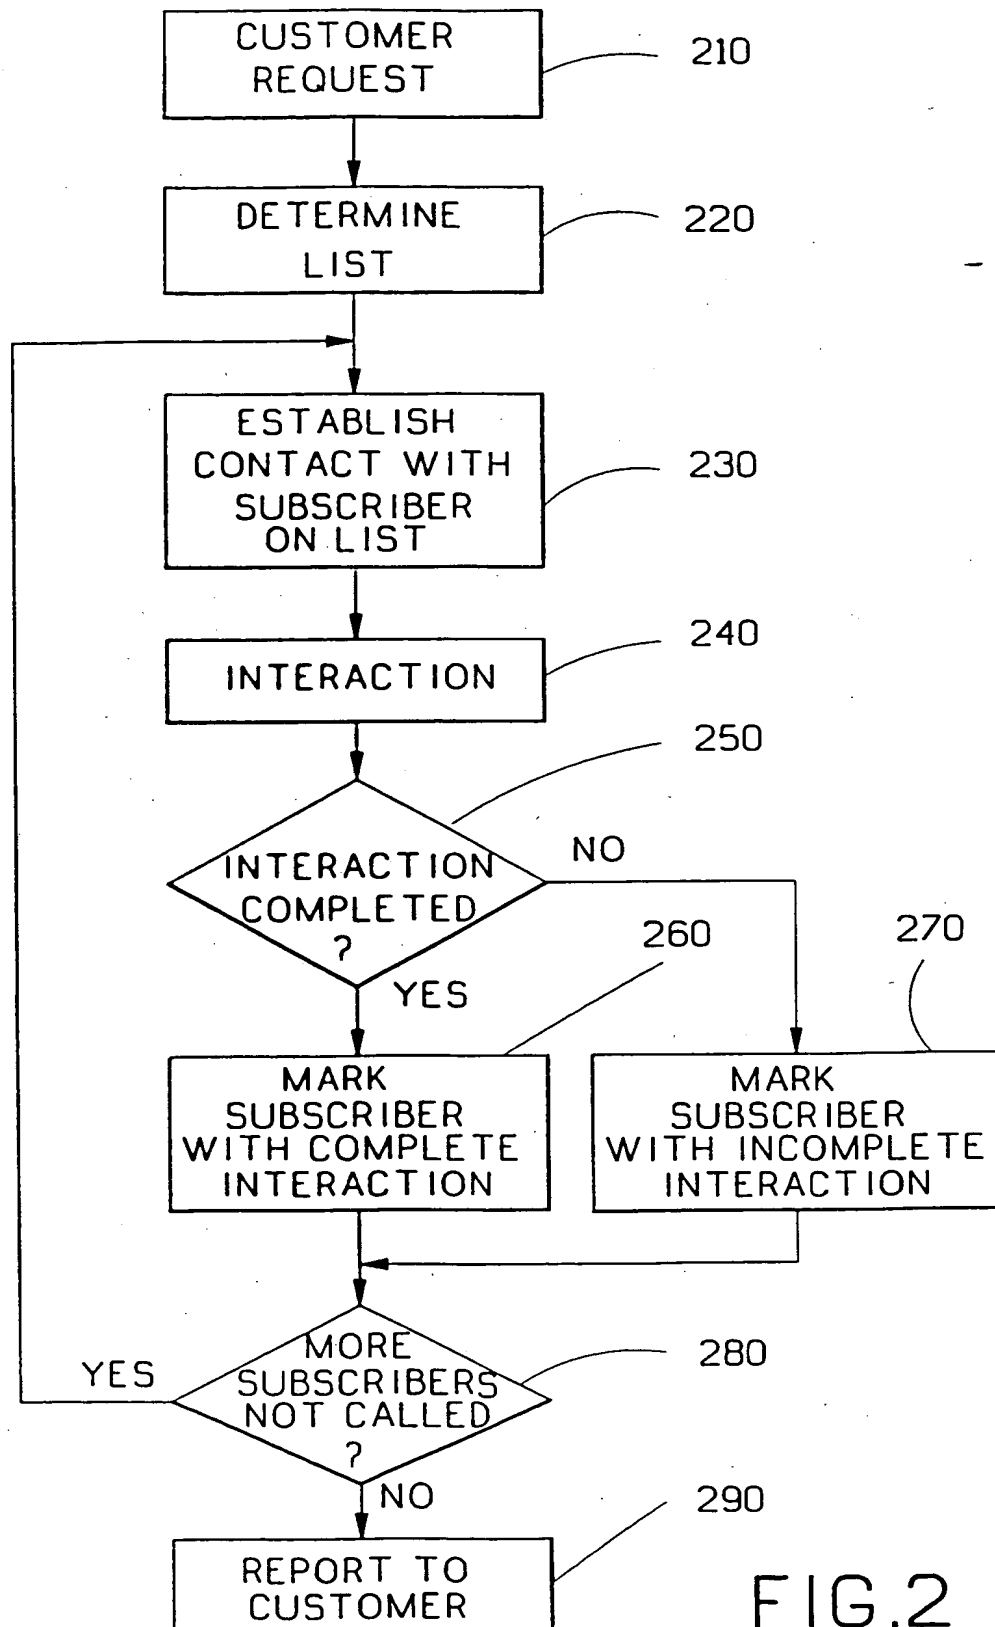 CUSTOMER
REQUEST
210
DETERMINE
LIST
220
ESTABLISH
CONTACT WITH
SUBSCRIBER
ON LIST
230
INTERACTION
240
250
INTERACTION
COMPLETED
?
NO
YES
260
270
MARK
SUBSCRIBER
WITH COMPLETE
INTERACTION
MARK
SUBSCRIBER
WITH INCOMPLETE
INTERACTION
MORE
SUBSCRIBERS
NOT CALLED
?
280
YES
NO
290
REPORT TO
CUSTOMER
FIG.2